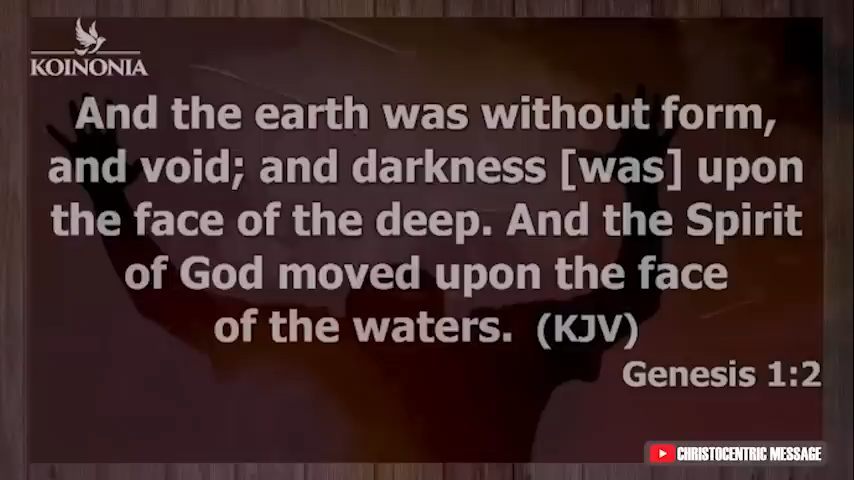 KOINONIA
And the earth was without form,
and void; and darkness [was] upon
the face of the deep. And the Spirit
of God moved upon the face
of the waters. (KJV)
Genesis 1:2
CHRISTOCENTRIC MESSAGE